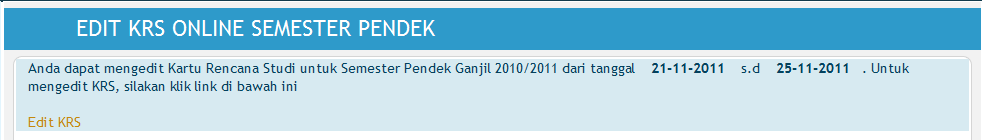 EDIT KRS ONLINE SEMESTER PENDEK
Anda dapat mengedit Kartu Rencana Studi untuk Semester Pendek Ganjil 2010/2011 dari tanggal 21-11-2011 s.d 25-11-2011 . Untuk
mengedit KRS, silakan klik link di bawah ini
Edit KRS